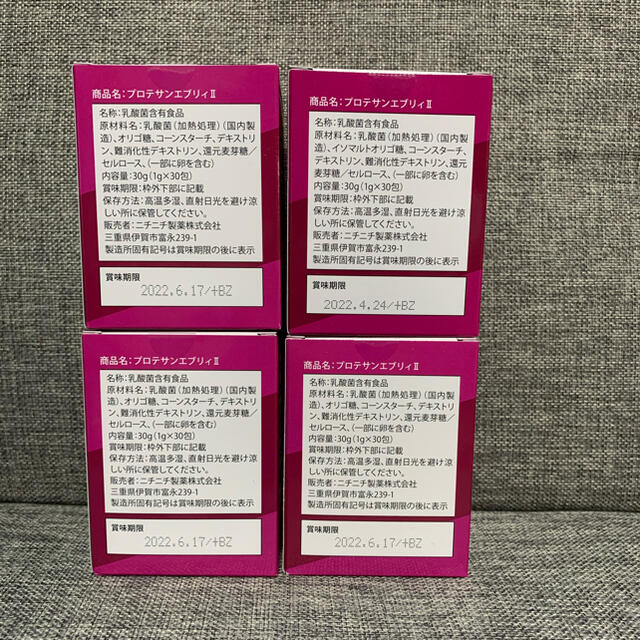 商品名：プロテサンエブリィⅡ
名称：乳酸菌含有食品
原材料名：乳酸菌（加熱処理）（国内製
造）、オリゴ糖、コーンスターチ、デキストリ
ン、難消化性デキストリン、還元麦芽糖／
セルロース、（一部に卵を含む）
内容量：30g（1g×30包）
賞味期限：枠外下部に記載
保存方法：高温多湿、直射日光を避け涼
しい所に保管してください。
販売者：ニチニチ製薬株式会社
三重県伊賀市富永239-1
製造所固有記号は賞味期限の後に表示
賞味期限
2022.6.17/+BZ
商品名：プロテサンエブリィⅡ
名称：乳酸菌含有食品
原材料名：乳酸菌（加熱処理）（国内製
造）、イソマルトオリゴ糖、コーンスターチ、
デキストリン、難消化性デキストリン、還元
麦芽糖／セルロース、（一部に卵を含む）
内容量：30g（1g×30包）
賞味期限：枠外下部に記載
保存方法：高温多湿、直射日光を避け涼
しい所に保管してください。
販売者：ニチニチ製薬株式会社
三重県伊賀市富永239-1
製造所固有記号は賞味期限の後に表示
賞味期限
2022.4.24/+BZ
商品名：プロテサンエブリィⅡ
名称：乳酸菌含有食品
原材料名：乳酸菌（加熱処理）（国内製
造）、オリゴ糖、コーンスターチ、デキストリ
ン、難消化性デキストリン、還元麦芽糖／
セルロース、（一部に卵を含む）
内容量：30g（1g×30包）
賞味期限：枠外下部に記載
保存方法：高温多湿、直射日光を避け涼
しい所に保管してください。
販売者：ニチニチ製薬株式会社
三重県伊賀市富永239-1
製造所固有記号は賞味期限の後に表示
賞味期限
2022.6.17/+BZ
商品名：プロテサンエブリィⅡ
名称：乳酸菌含有食品
原材料名：乳酸菌（加熱処理）（国内製
造）、オリゴ糖、コーンスターチ、デキストリ
ン、難消化性デキストリン、還元麦芽糖／
セルロース、（一部に卵を含む）
内容量：30g（1g×30包）
賞味期限：枠外下部に記載
保存方法：高温多湿、直射日光を避け涼
しい所に保管してください。
販売者：ニチニチ製薬株式会社
三重県伊賀市富永239-1
製造所固有記号は賞味期限の後に表示
賞味期限
2022.6.17/+BZ